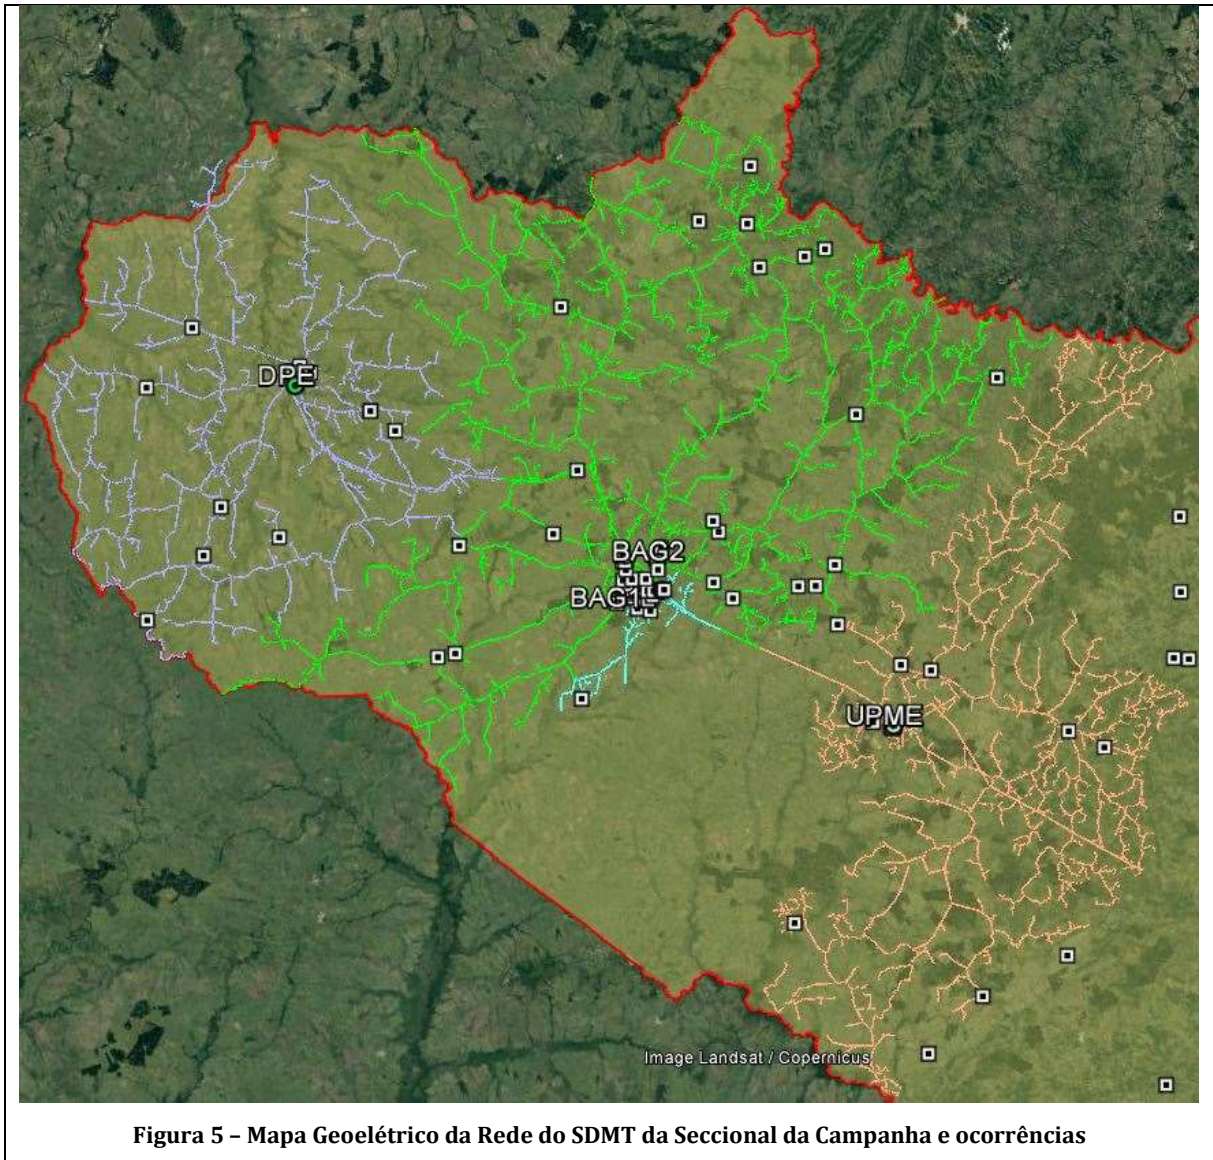 DPE
BAG2
BAG1
UPME
Image Landsat / Copernicus
Figura 5 – Mapa Geoelétrico da Rede do SDMT da Seccional da Campanha e ocorrências